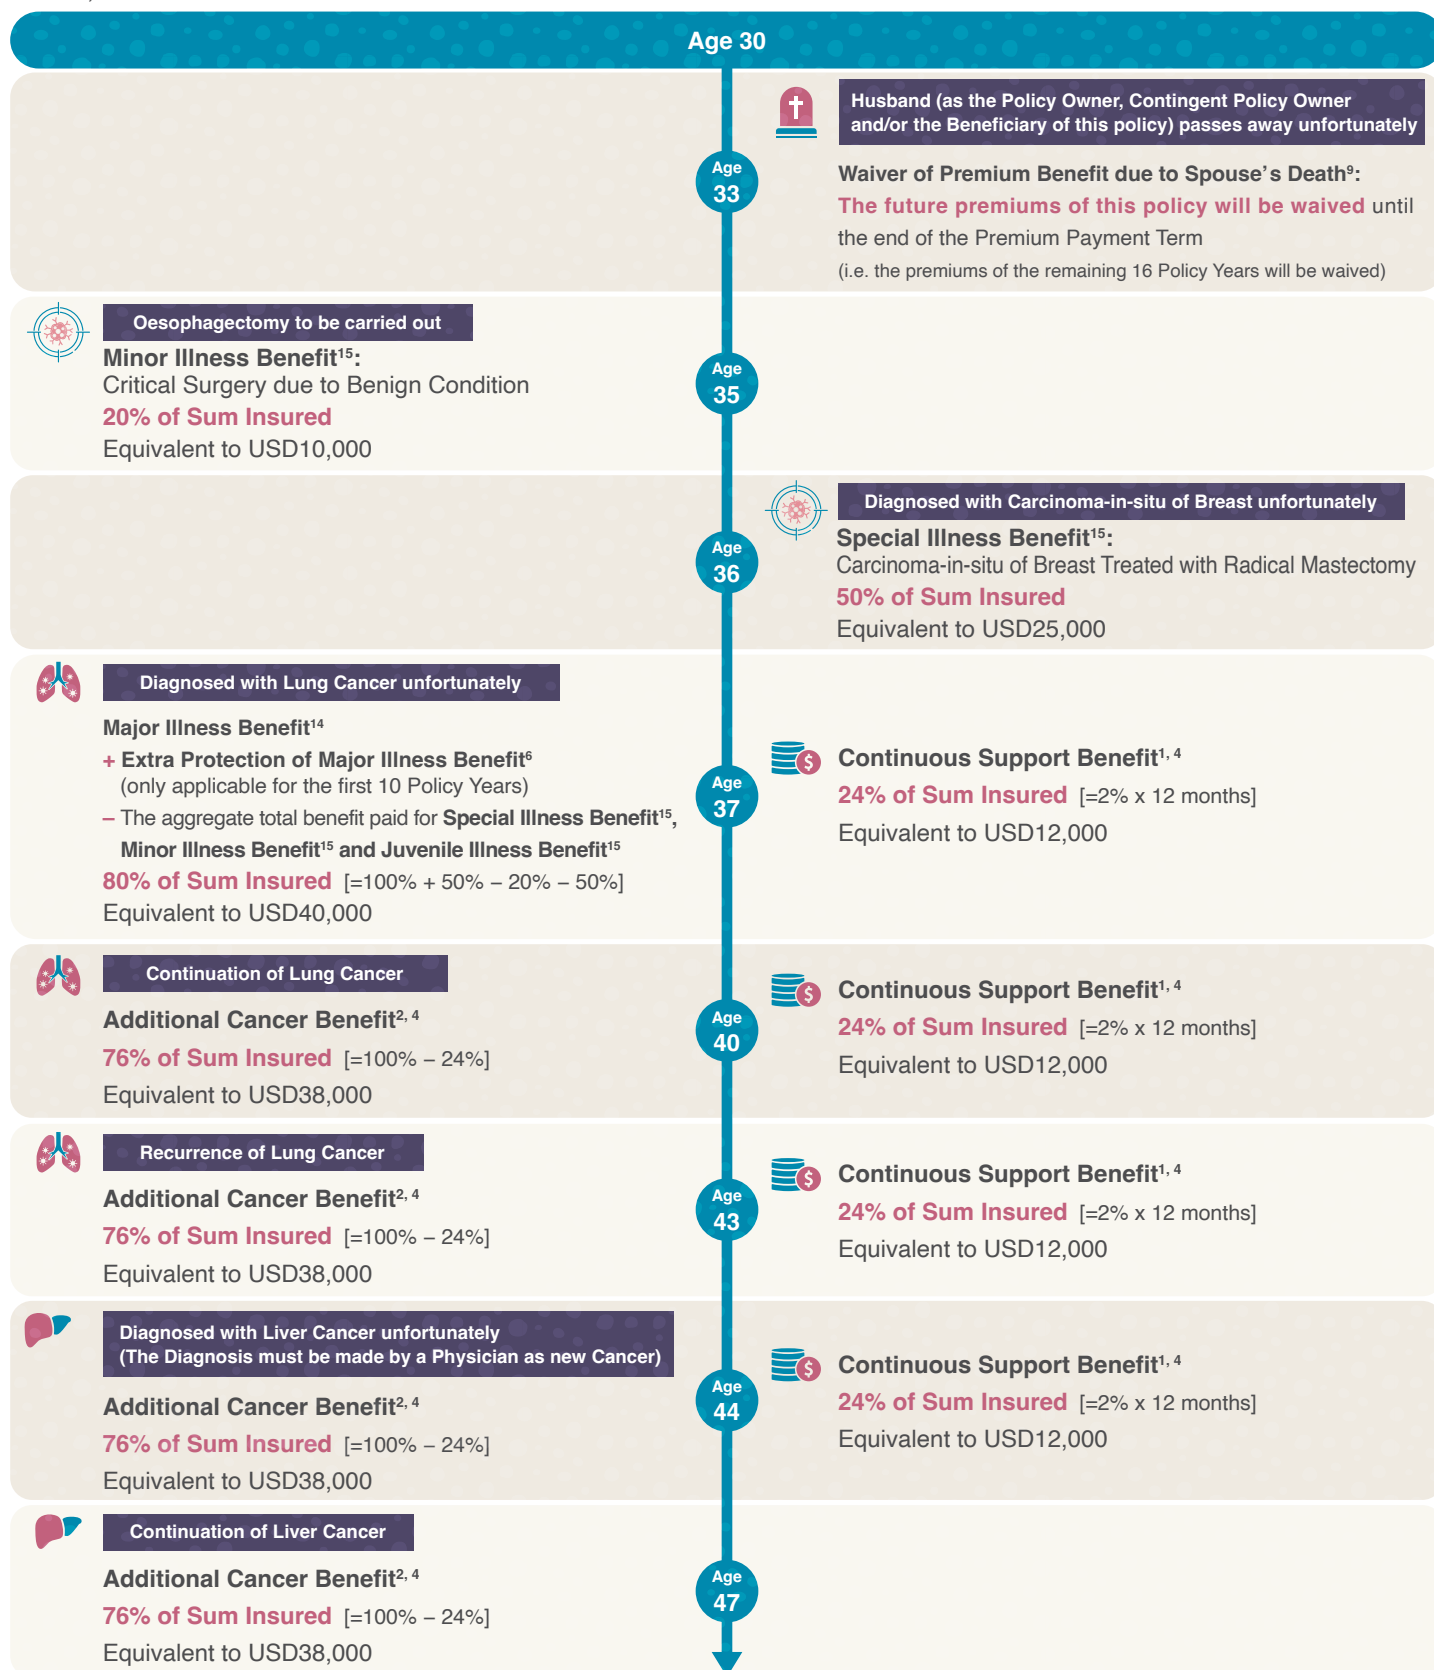 Age 30
Husband (as the Policy Owner, Contingent Policy Owner
and/or the Beneficiary of this policy) passes away unfortunately
Age
33
Waiver of Premium Benefit due to Spouse's Death⁹:
The future premiums of this policy will be waived until
the end of the Premium Payment Term
(i.e. the premiums of the remaining 16 Policy Years will be waived)
Oesophagectomy to be carried out
Minor Illness Benefit¹⁵:
Critical Surgery due to Benign Condition
20% of Sum Insured
Equivalent to USD10,000
Age
35
Age
36
Diagnosed with Carcinoma-in-situ of Breast unfortunately
Special Illness Benefit¹⁵:
Carcinoma-in-situ of Breast Treated with Radical Mastectomy
50% of Sum Insured
Equivalent to USD25,000
Diagnosed with Lung Cancer unfortunately
Major Illness Benefit¹⁴
+ Extra Protection of Major Illness Benefit⁶
(only applicable for the first 10 Policy Years)
– The aggregate total benefit paid for Special Illness Benefit¹⁵,
Minor Illness Benefit¹⁵ and Juvenile Illness Benefit¹⁵
80% of Sum Insured [=100% + 50% − 20% − 50%]
Equivalent to USD40,000
Age
37
Continuous Support Benefit¹, ⁴
24% of Sum Insured [=2% x 12 months]
Equivalent to USD12,000
Continuation of Lung Cancer
Additional Cancer Benefit², ⁴
76% of Sum Insured [=100% − 24%]
Equivalent to USD38,000
Age
40
Continuous Support Benefit¹, ⁴
24% of Sum Insured [=2% x 12 months]
Equivalent to USD12,000
Recurrence of Lung Cancer
Additional Cancer Benefit², ⁴
76% of Sum Insured [=100% − 24%]
Equivalent to USD38,000
Age
43
Continuous Support Benefit¹, ⁴
24% of Sum Insured [=2% x 12 months]
Equivalent to USD12,000
Diagnosed with Liver Cancer unfortunately
(The Diagnosis must be made by a Physician as new Cancer)
Additional Cancer Benefit², ⁴
76% of Sum Insured [=100% − 24%]
Equivalent to USD38,000
Age
44
Continuous Support Benefit¹, ⁴
24% of Sum Insured [=2% x 12 months]
Equivalent to USD12,000
Continuation of Liver Cancer
Additional Cancer Benefit², ⁴
76% of Sum Insured [=100% − 24%]
Equivalent to USD38,000
Age
47